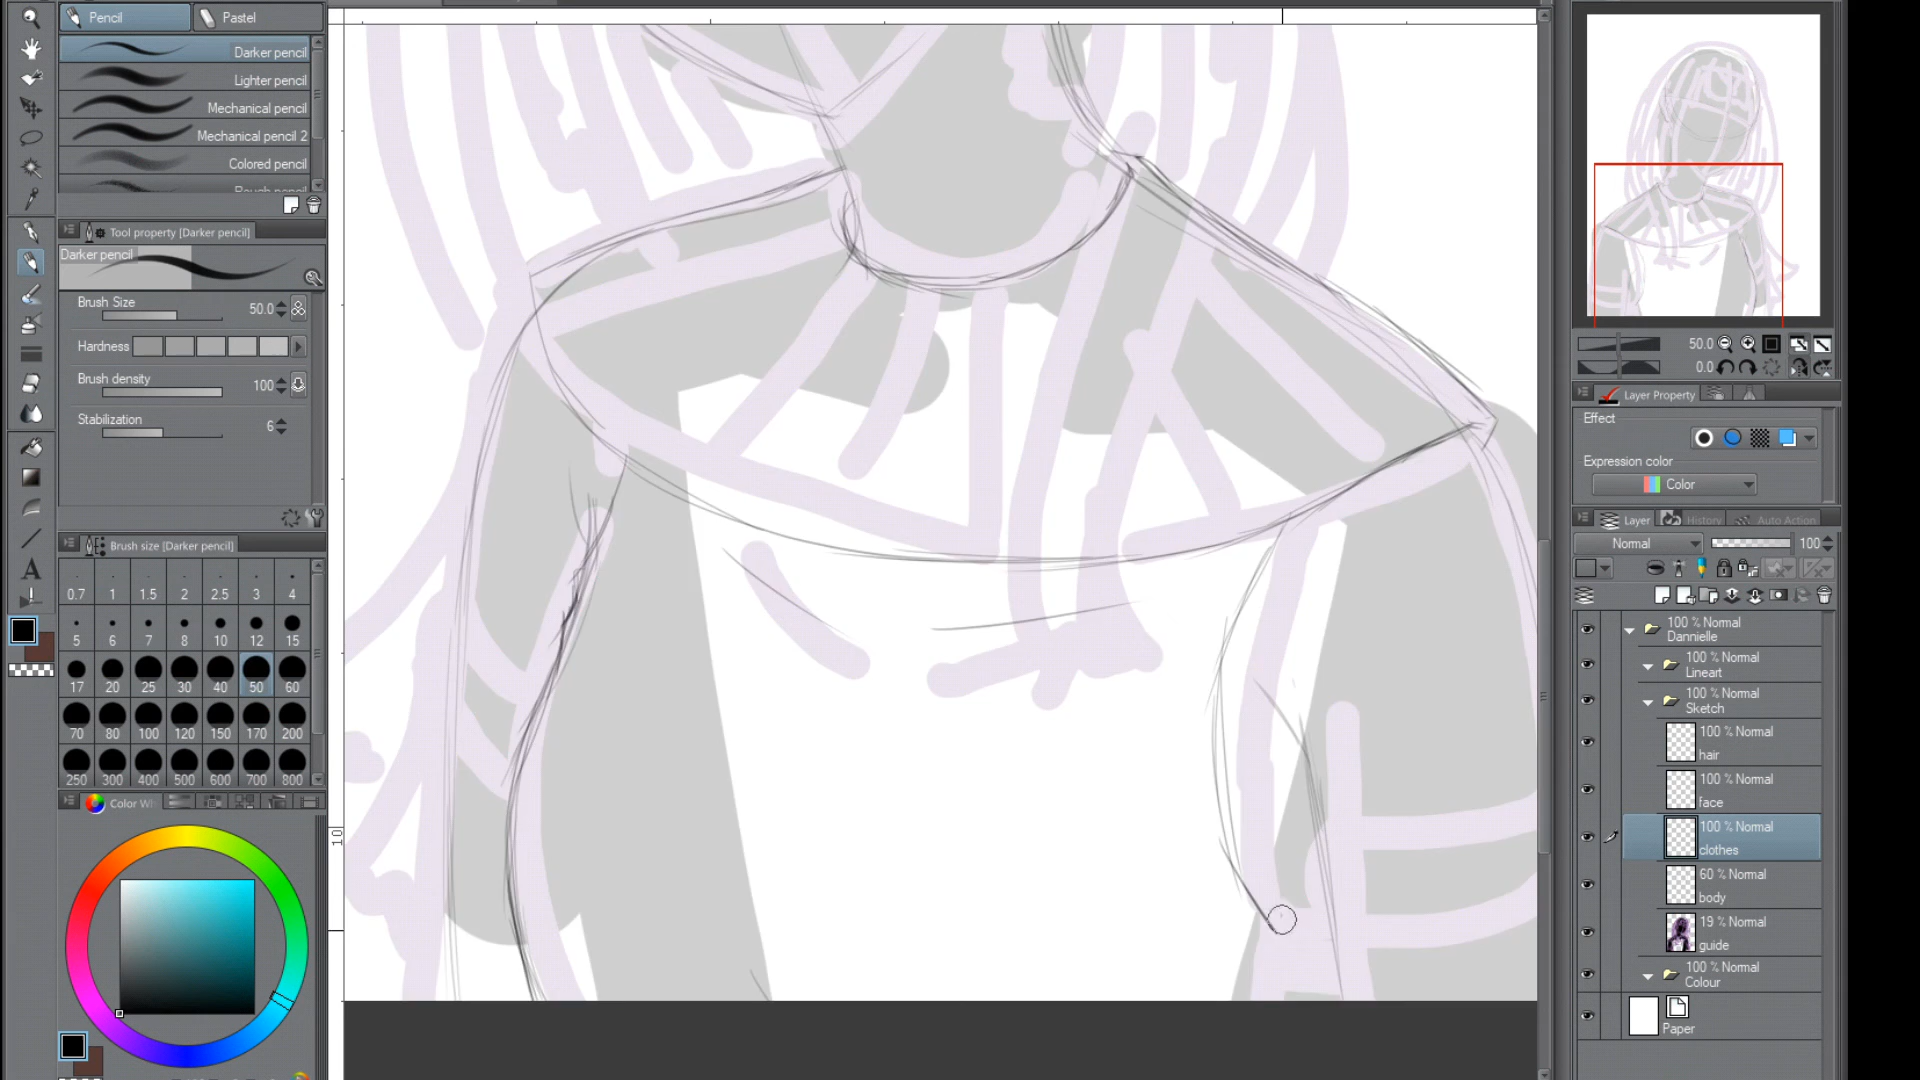 Pencil
Pastel
Darker pencil
Lighter pencil
Mechanical pencil
Mechanical pencil 2
Colored pencil
Rough pencil
Tool property [Darker pencil]
Darker pencil
Brush Size
50.0
Hardness
Brush density
100
Stabilization
6
Brush size [Darker pencil]
0.7 1 1.5 2 2.5 3 4
5 6 7 8 10 12 15
17 20 25 30 40 50 60
70 80 100 120 150 170 200
250 300 400 500 600 700 800
Color W
10
50.0
0.0
Layer Property
Effect
Expression color
Color
Layer
History
Auto Action
Normal
100
100 % Normal
Dannielle
100 % Normal
Lineart
100 % Normal
Sketch
100 % Normal
hair
100 % Normal
face
100 % Normal
clothes
60 % Normal
body
19 % Normal
guide
100 % Normal
Colour
Paper